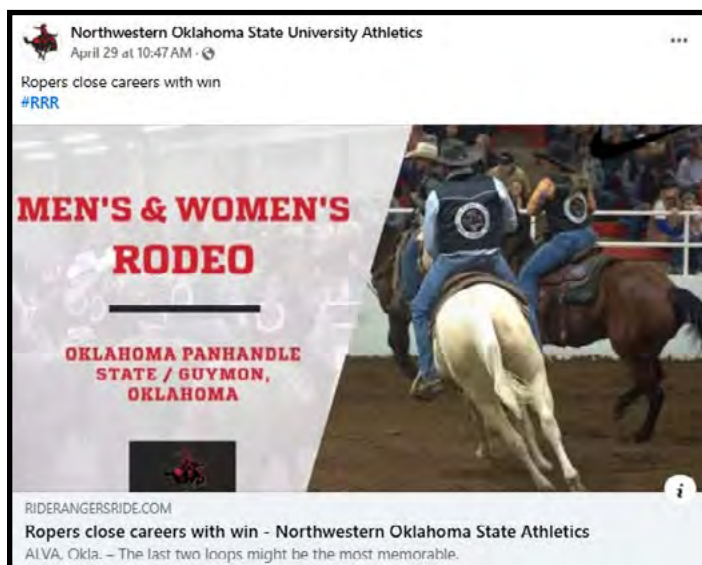 Northwestern Oklahoma State University Athletics
April 29 at 10:47 AM ·
Ropers close careers with win
#RRR
MEN'S & WOMEN'S
RODEO
OKLAHOMA PANHANDLE
STATE / GUYMON,
OKLAHOMA
i
RIDERANGERSRIDE.COM
Ropers close careers with win - Northwestern Oklahoma State Athletics
ALVA, Okla. – The last two loops might be the most memorable.